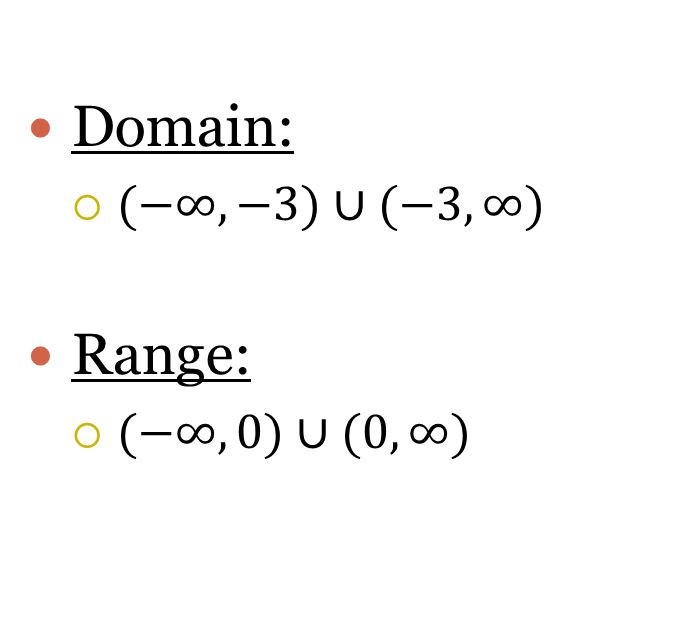 • Domain:
○ (−∞, −3) ∪ (−3, ∞)
• Range:
○ (−∞, 0) ∪ (0, ∞)